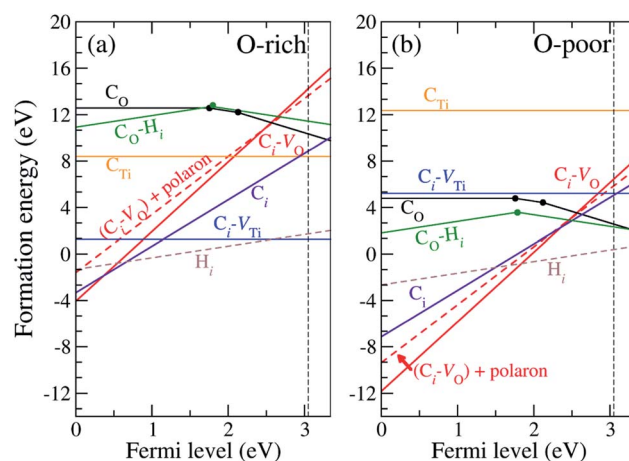 (a)
O-rich
(b)
O-poor
20
16
12
8
4
0
-4
-8
-12
Formation energy (eV)
C_O
C_O-H_i
C_i-V_O
C_Ti
(C_i-V_O) + polaron
C_i
C_i-V_Ti
H_i
C_Ti
C_i-V_O
C_i-V_Ti
C_O
C_O-H_i
H_i
C_i
(C_i-V_O) + polaron
0 1 2 3
0 1 2 3
Fermi level (eV)
Fermi level (eV)